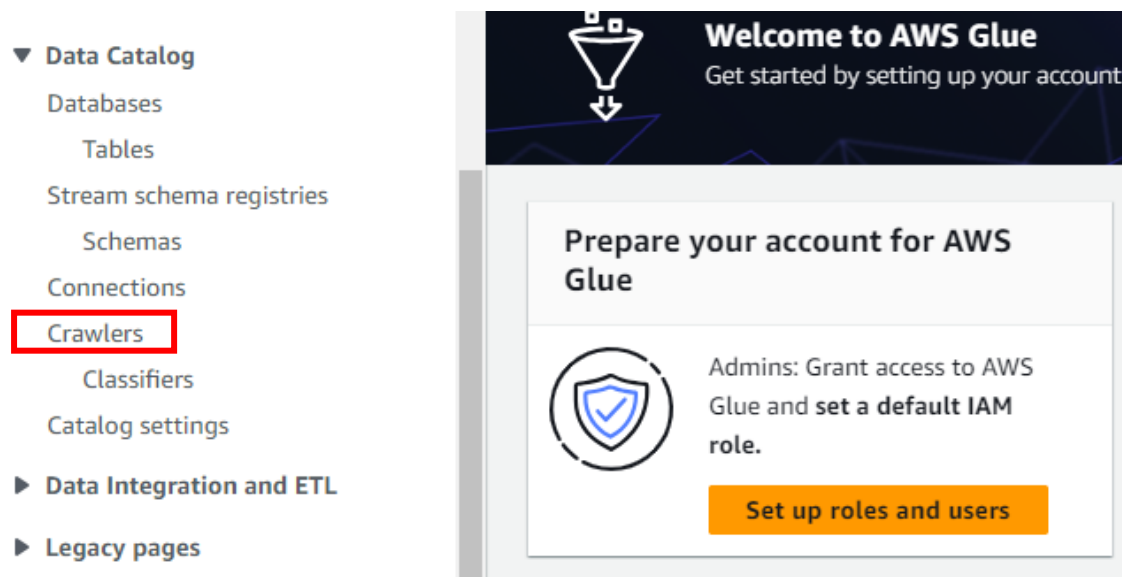 Data Catalog
Databases
Tables
Stream schema registries
Schemas
Connections
Crawlers
Classifiers
Catalog settings
Data Integration and ETL
Legacy pages
Welcome to AWS Glue
Get started by setting up your account
Prepare your account for AWS
Glue
Admins: Grant access to AWS
Glue and set a default IAM
role.
Set up roles and users